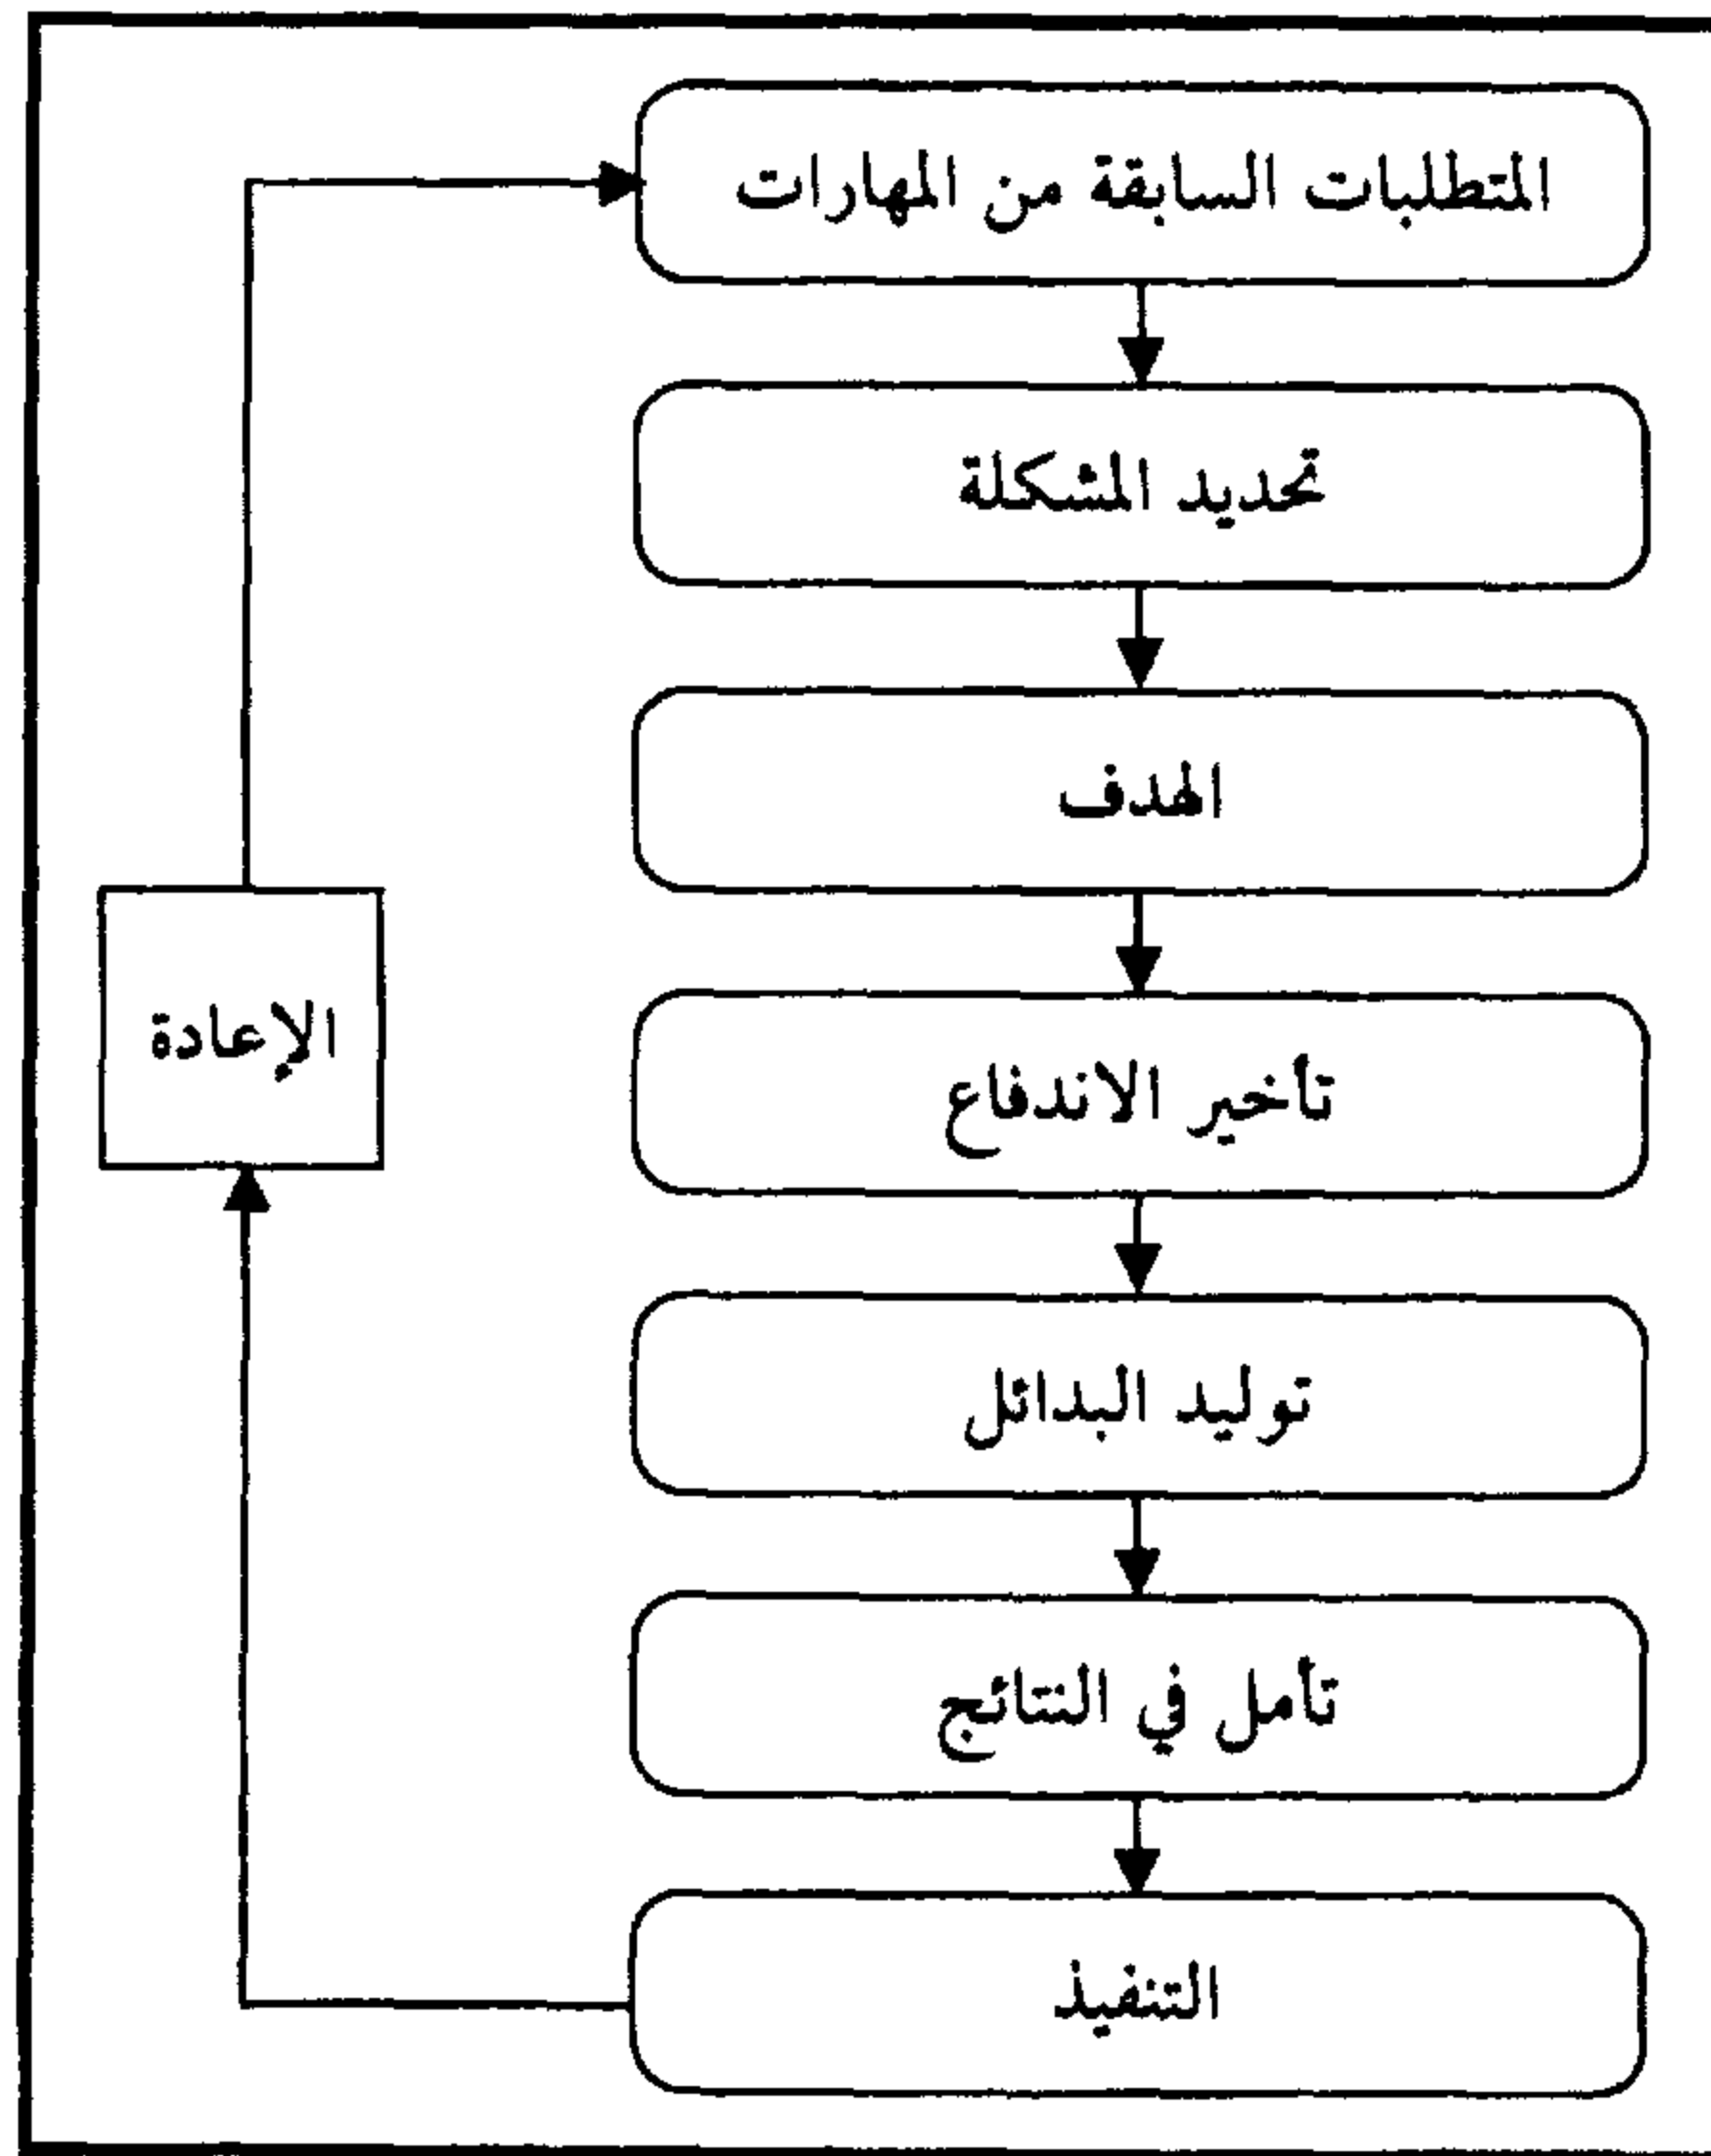 المتطلبات السابقة من المهارات
تحديد المشكلة
الهدف
تأخير الاندفاع
توليد البدائل
تأمل في النتائج
التنفيذ
الإعادة